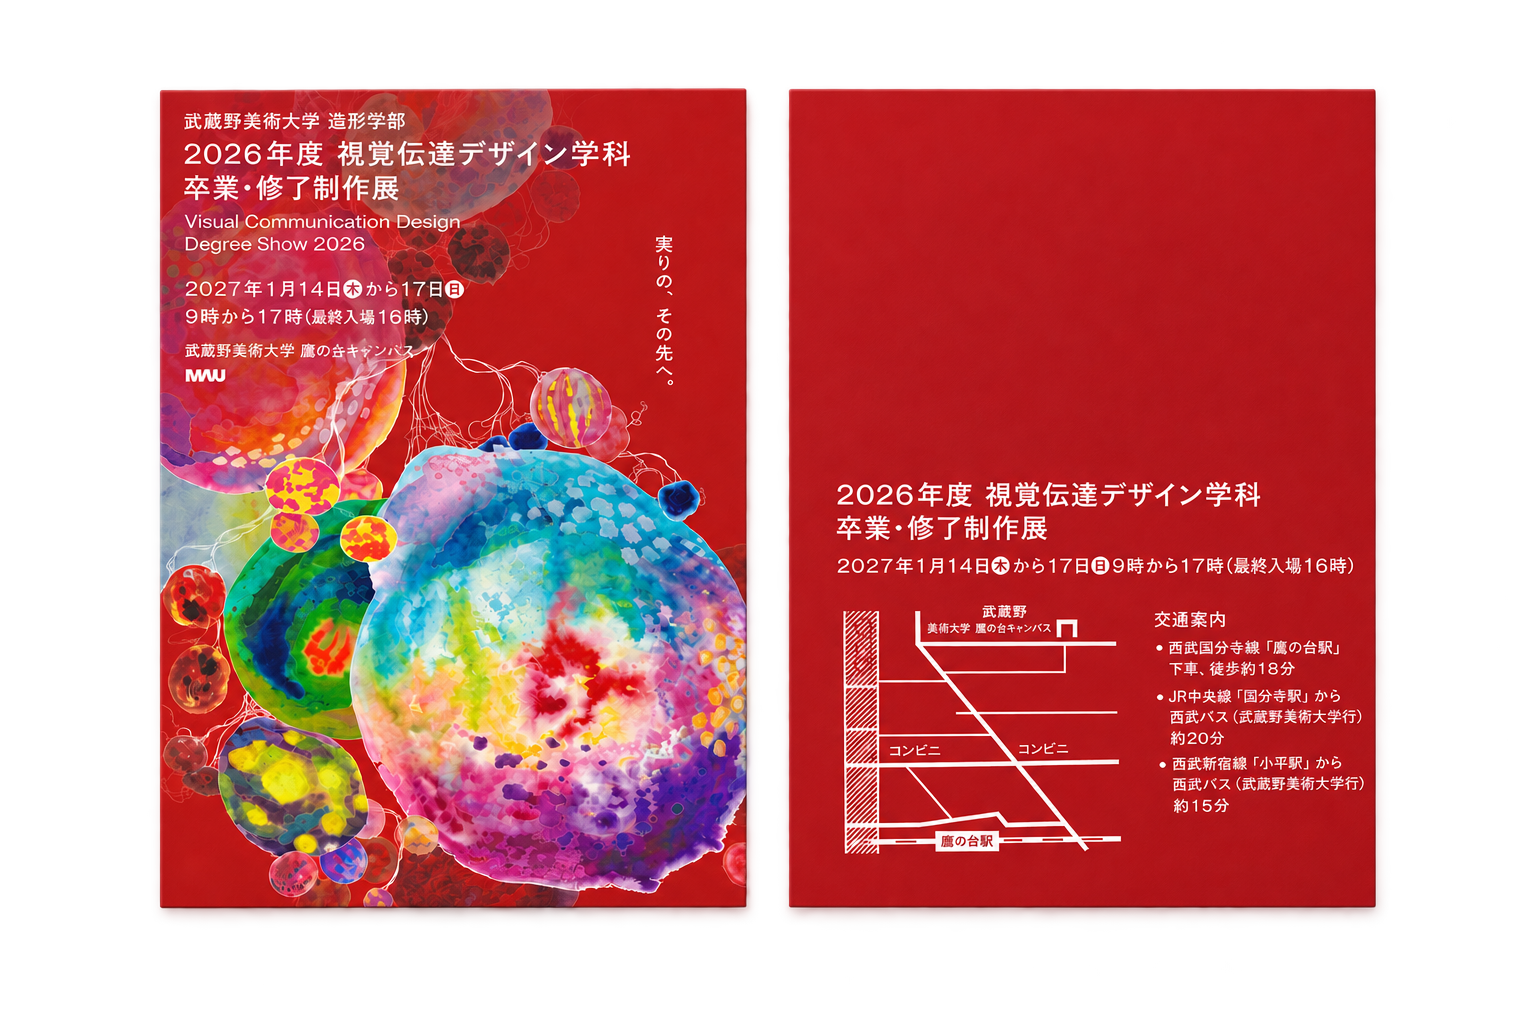 武蔵野美術大学 造形学部
2026年度 視覚伝達デザイン学科
卒業・修了制作展
Visual Communication Design
Degree Show 2026
2027年1月14日木から17日日
9時から17時(最終入場16時)
武蔵野美術大学 鷹の台キャンパス
MAU
実りの、その先へ。
2026年度 視覚伝達デザイン学科
卒業・修了制作展
2027年1月14日木から17日日9時から17時(最終入場16時)
武蔵野
美術大学 鷹の台キャンパス
コンビニ
コンビニ
鷹の台駅
交通案内
• 西武国分寺線「鷹の台駅」
下車、徒歩約18分
• JR中央線「国分寺駅」から
西武バス(武蔵野美術大学行)
約20分
• 西武新宿線「小平駅」から
西武バス(武蔵野美術大学行)
約15分